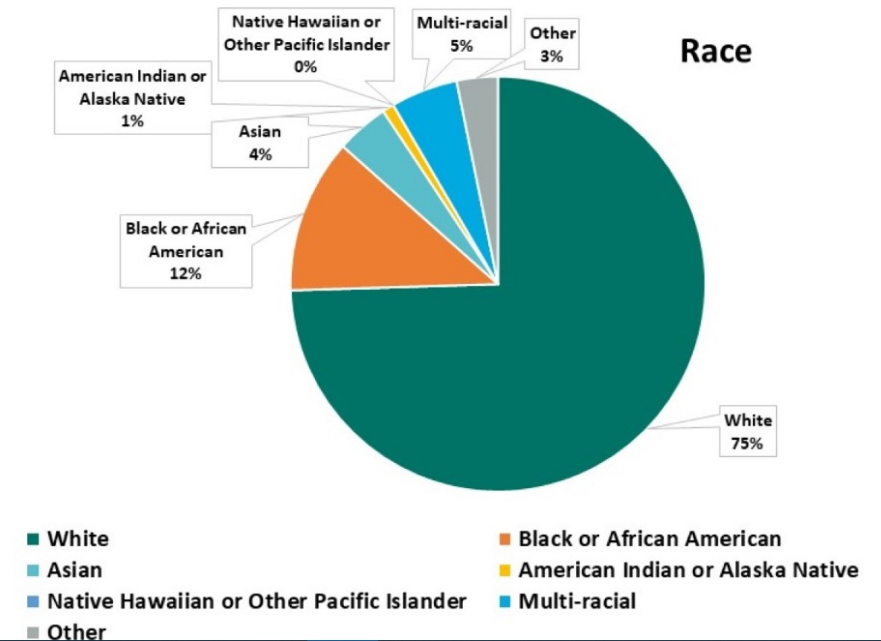 Race
Native Hawaiian or
Other Pacific Islander
0%
Multi-racial
5%
Other
3%
American Indian or
Alaska Native
1%
Asian
4%
Black or African
American
12%
White
75%
White
Black or African American
Asian
American Indian or Alaska Native
Native Hawaiian or Other Pacific Islander
Multi-racial
Other